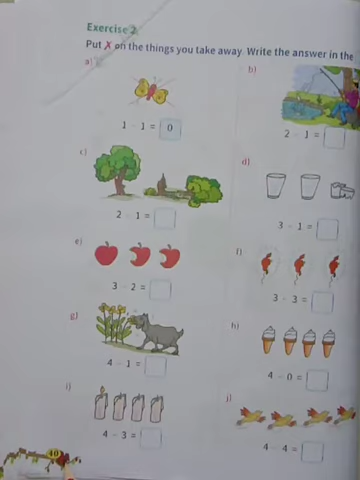 Exercise 2
Put X on the things you take away. Write the answer in the
a)
b)
1 - 1 = 0
2 - 1 =
c)
d)
2 - 1 =
3 - 1 =
e)
f)
3 - 2 =
3 - 3 =
g)
h)
4 - 1 =
4 - 0 =
i)
j)
4 - 3 =
4 - 4 =
40